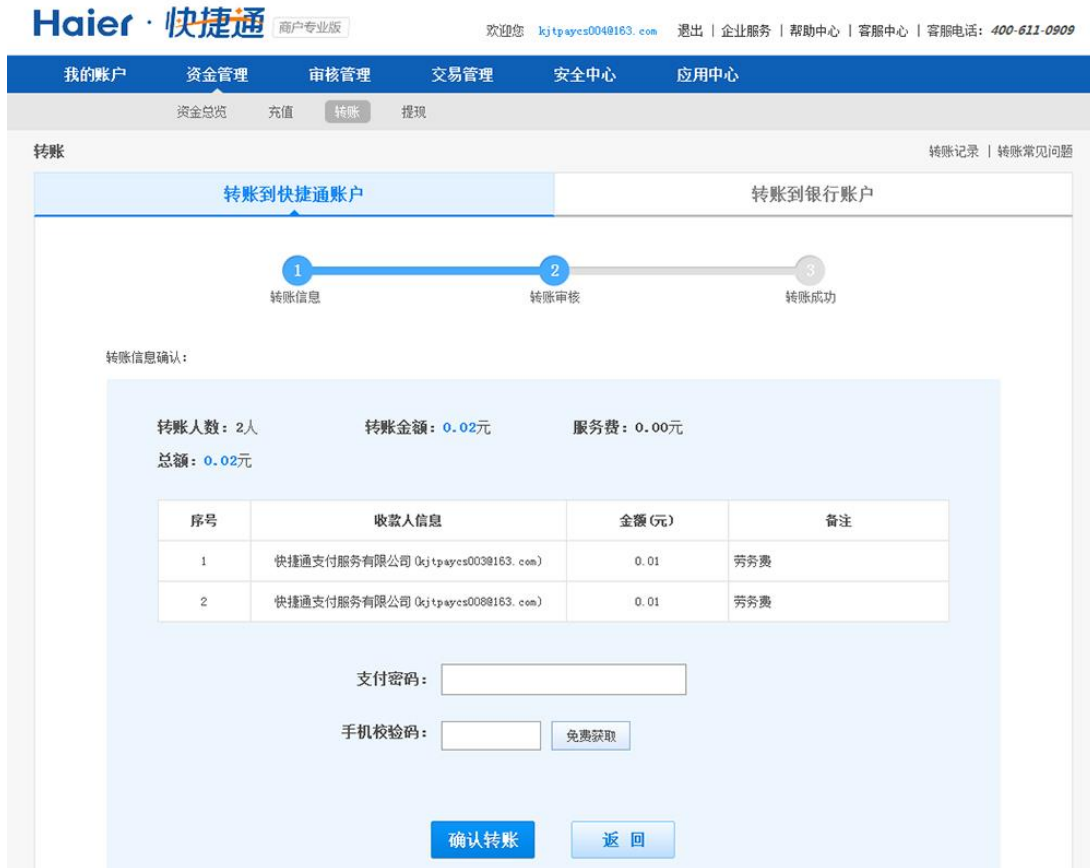 Haier · 快捷通 商户专业版 欢迎您 kjtpaycs004@163.com 退出 | 企业服务 | 帮助中心 | 客服中心 | 客服电话：400-611-0909
我的账户 资金管理 审核管理 交易管理 安全中心 应用中心
资金总览 充值 转账 提现
转账 转账记录 | 转账常见问题
转账到快捷通账户 转账到银行账户
1 2 3
转账信息 转账审核 转账成功
转账信息确认：
转账人数：2人 转账金额：0.02元 服务费：0.00元
总额：0.02元
序号 收款人信息 金额(元) 备注
1 快捷通支付服务有限公司(kjtpaycs003@163.com) 0.01 劳务费
2 快捷通支付服务有限公司(kjtpaycs008@163.com) 0.01 劳务费
支付密码：
手机校验码： 免费获取
确认转账 返 回